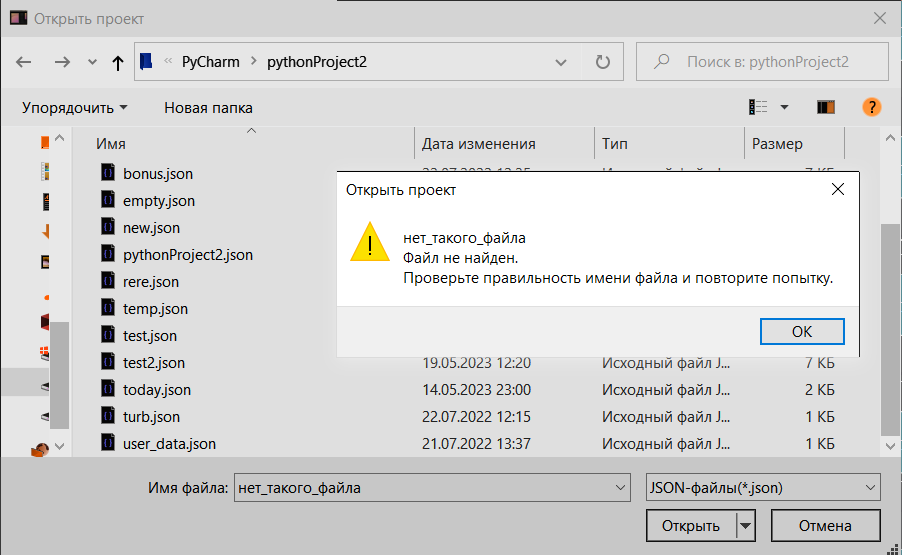 Открыть проект
« PyCharm > pythonProject2
Поиск в: pythonProject2
Упорядочить
Новая папка
?
Имя Дата изменения Тип Размер
bonus.json
empty.json
new.json
pythonProject2.json
rere.json
temp.json
test.json
test2.json 19.05.2023 12:20 Исходный файл J... 7 КБ
today.json 14.05.2023 23:00 Исходный файл J... 2 КБ
turb.json 22.07.2022 12:15 Исходный файл J... 1 КБ
user_data.json 21.07.2022 13:37 Исходный файл J... 1 КБ
Открыть проект
нет_такого_файла
Файл не найден.
Проверьте правильность имени файла и повторите попытку.
ОК
Имя файла: нет_такого_файла
JSON-файлы(*.json)
Открыть
Отмена